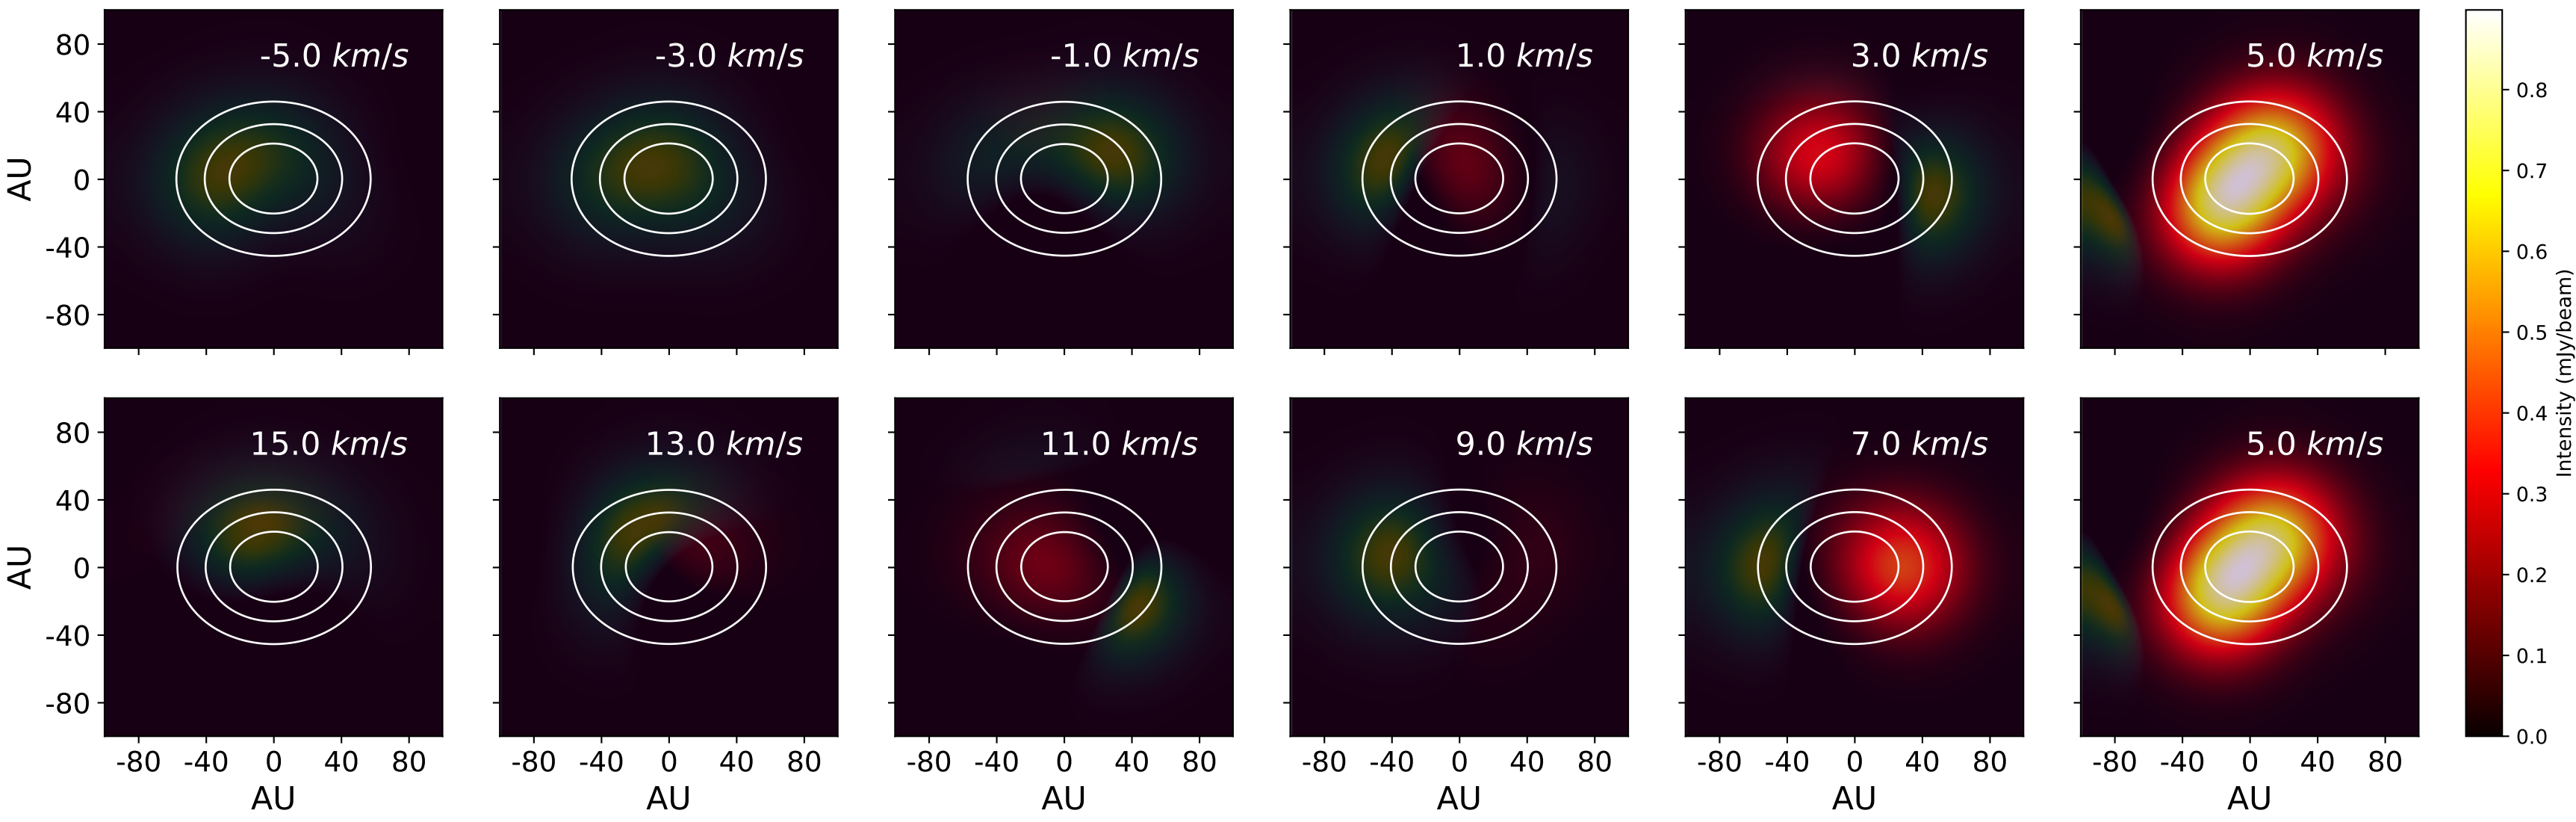 -5.0 km/s
-3.0 km/s
-1.0 km/s
1.0 km/s
3.0 km/s
5.0 km/s
80
40
0
-40
-80
AU
15.0 km/s
13.0 km/s
11.0 km/s
9.0 km/s
7.0 km/s
5.0 km/s
80
40
0
-40
-80
AU
-80 -40 0 40 80
-80 -40 0 40 80
-80 -40 0 40 80
-80 -40 0 40 80
-80 -40 0 40 80
-80 -40 0 40 80
AU
AU
AU
AU
AU
AU
0.8
0.7
0.6
0.5
0.4
0.3
0.2
0.1
0.0
Intensity (mJy/beam)